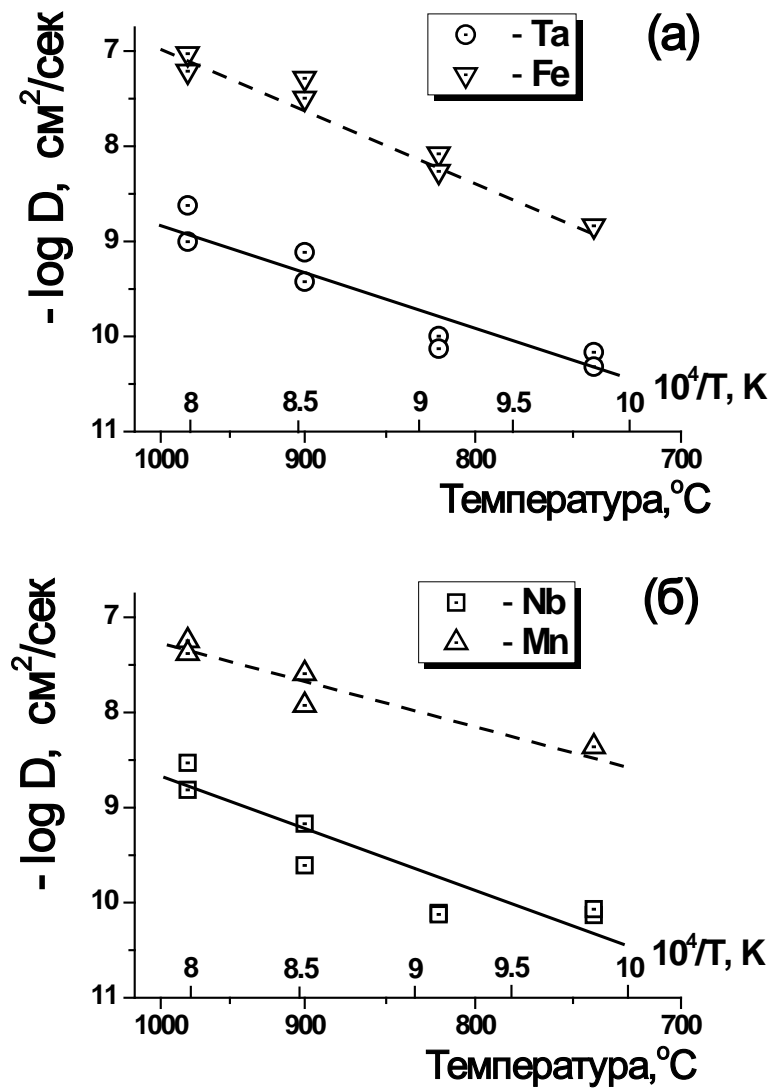 (а)
- Ta
- Fe
- log D, см²/сек
7
8
9
10
11
8 8.5 9 9.5 10 10⁴/T, K
1000 900 800 700
Температура,°C
(б)
- Nb
- Mn
- log D, см²/сек
7
8
9
10
11
8 8.5 9 9.5 10 10⁴/T, K
1000 900 800 700
Температура,°C